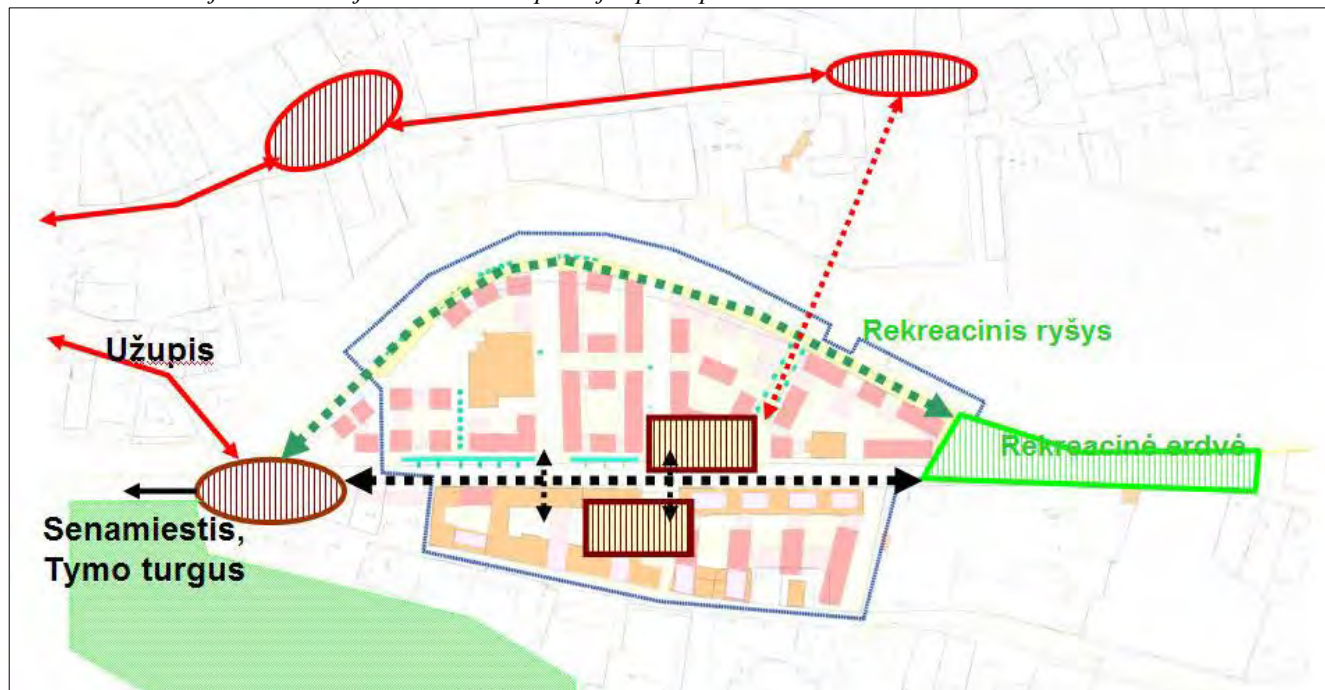 Rekreacinis ryšys
Užupis
Rekreacinė erdvė
Senamiestis,
Tymo turgus